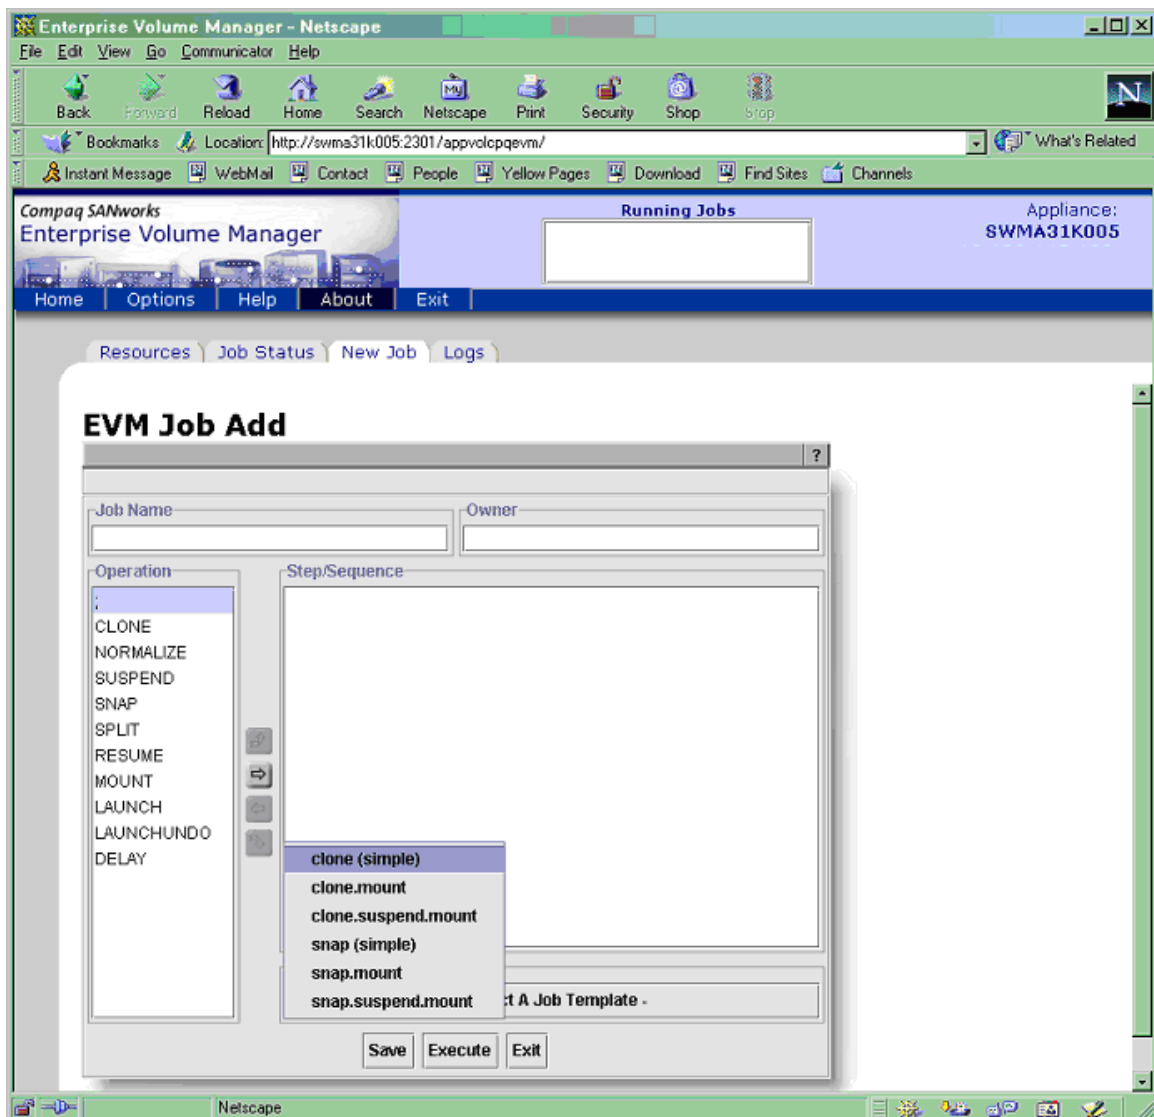 Enterprise Volume Manager - Netscape
File Edit View Go Communicator Help
Back Forward Reload Home Search Netscape Print Security Shop Stop
My
N
Bookmarks Location: http://swma31k005:2301/appvolcpqevm/ What's Related
Instant Message WebMail Contact People Yellow Pages Download Find Sites Channels
Compaq SANworks
Enterprise Volume Manager
Running Jobs
Appliance:
SWMA31K005
Home Options Help About Exit
Resources Job Status New Job Logs
EVM Job Add
?
Job Name Owner
Operation Step/Sequence
;
CLONE
NORMALIZE
SUSPEND
SNAP
SPLIT
RESUME
MOUNT
LAUNCH
LAUNCHUNDO
DELAY
clone (simple)
clone.mount
clone.suspend.mount
snap (simple)
snap.mount
snap.suspend.mount
ct A Job Template -
Save Execute Exit
Netscape